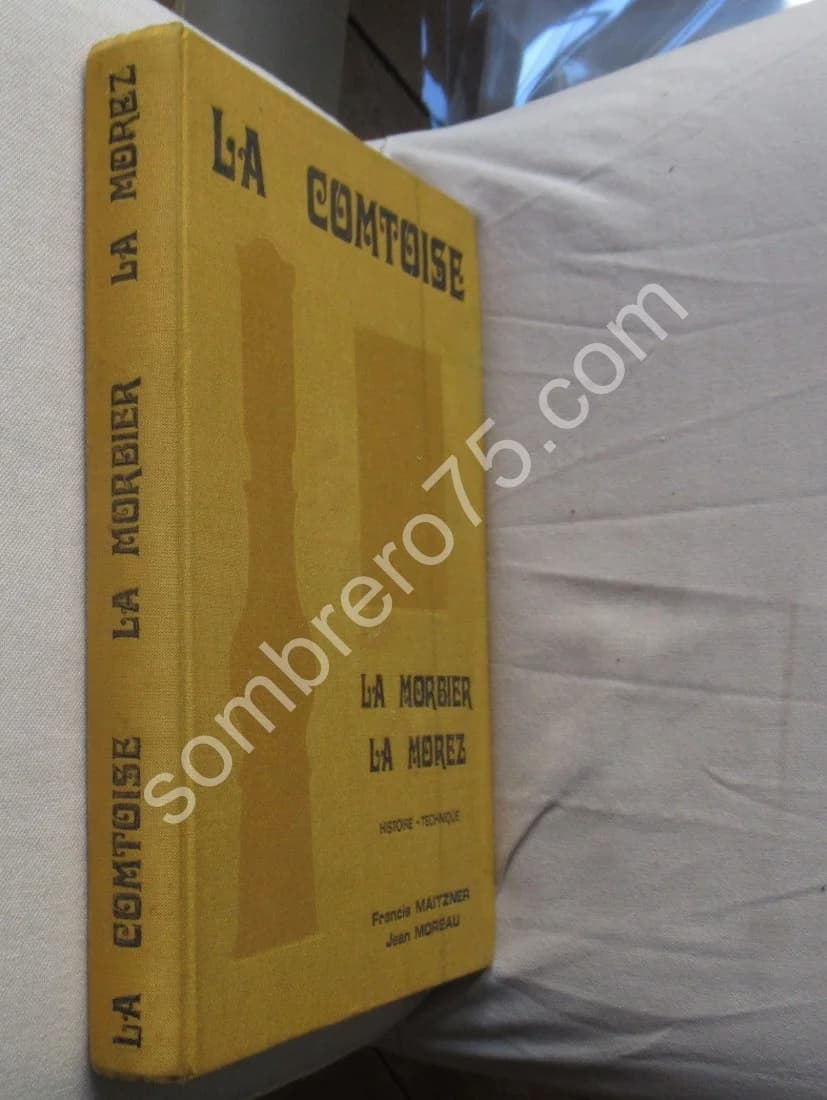 LA COMTOISE
LA MORBIER
LA MOREZ
HISTOIRE - TECHNIQUE
Francis MAITZNER
Jean MOREAU
LA COMTOISE LA MORBIER LA MOREZ
sombrero75.com